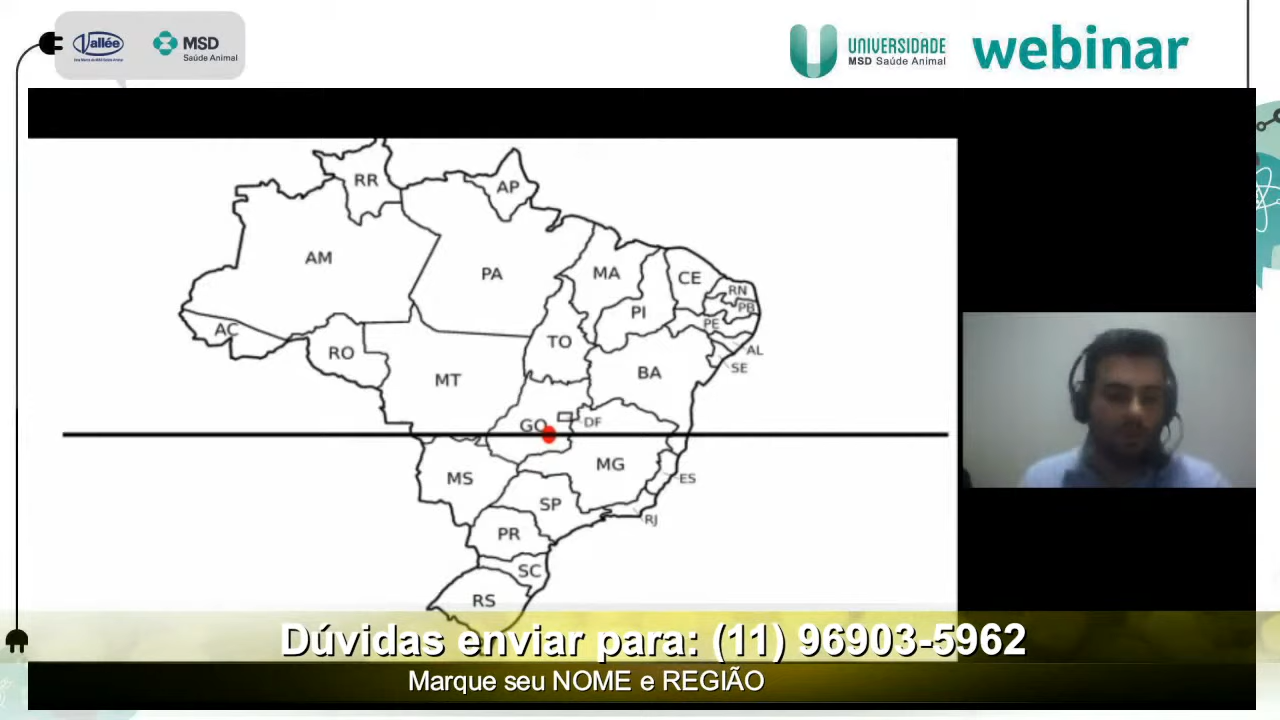 Vallée
MSD
Saúde Animal
UNIVERSIDADE
MSD Saúde Animal
webinar
RR
AP
AM
PA
MA
CE
RN
PB
PI
PE
AC
TO
AL
RO
SE
MT
BA
GO
DF
MS
MG
ES
SP
RJ
PR
SC
RS
Dúvidas enviar para: (11) 96903-5962
Marque seu NOME e REGIÃO